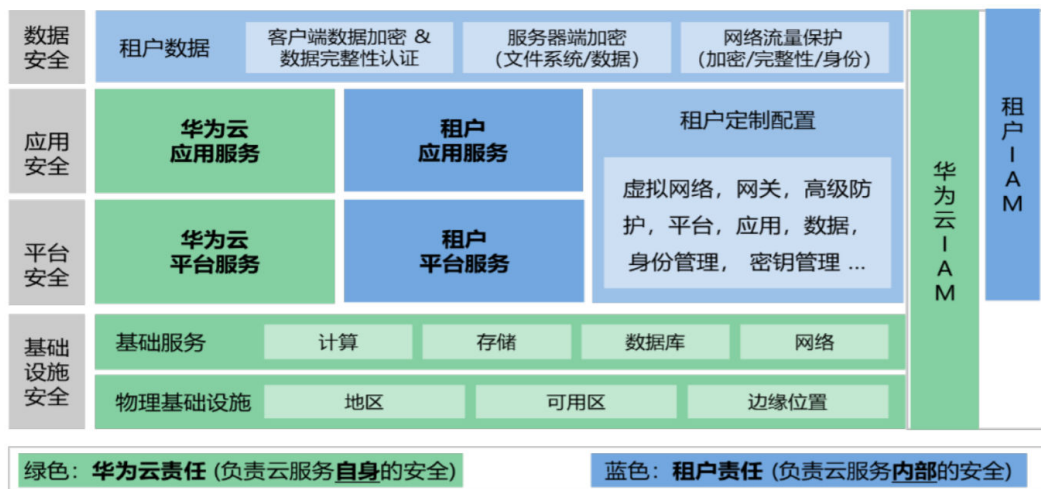 数据
安全
租户数据
客户端数据加密 &
数据完整性认证
服务器端加密
(文件系统/数据)
网络流量保护
(加密/完整性/身份)
应用
安全
华为云
应用服务
租户
应用服务
租户定制配置
虚拟网络，网关，高级防
护，平台，应用，数据，
身份管理， 密钥管理 ...
平台
安全
华为云
平台服务
租户
平台服务
基础
设施
安全
基础服务
计算
存储
数据库
网络
物理基础设施
地区
可用区
边缘位置
华
为
云
I
A
M
租
户
I
A
M
绿色：华为云责任 (负责云服务自身的安全)
蓝色：租户责任 (负责云服务内部的安全)